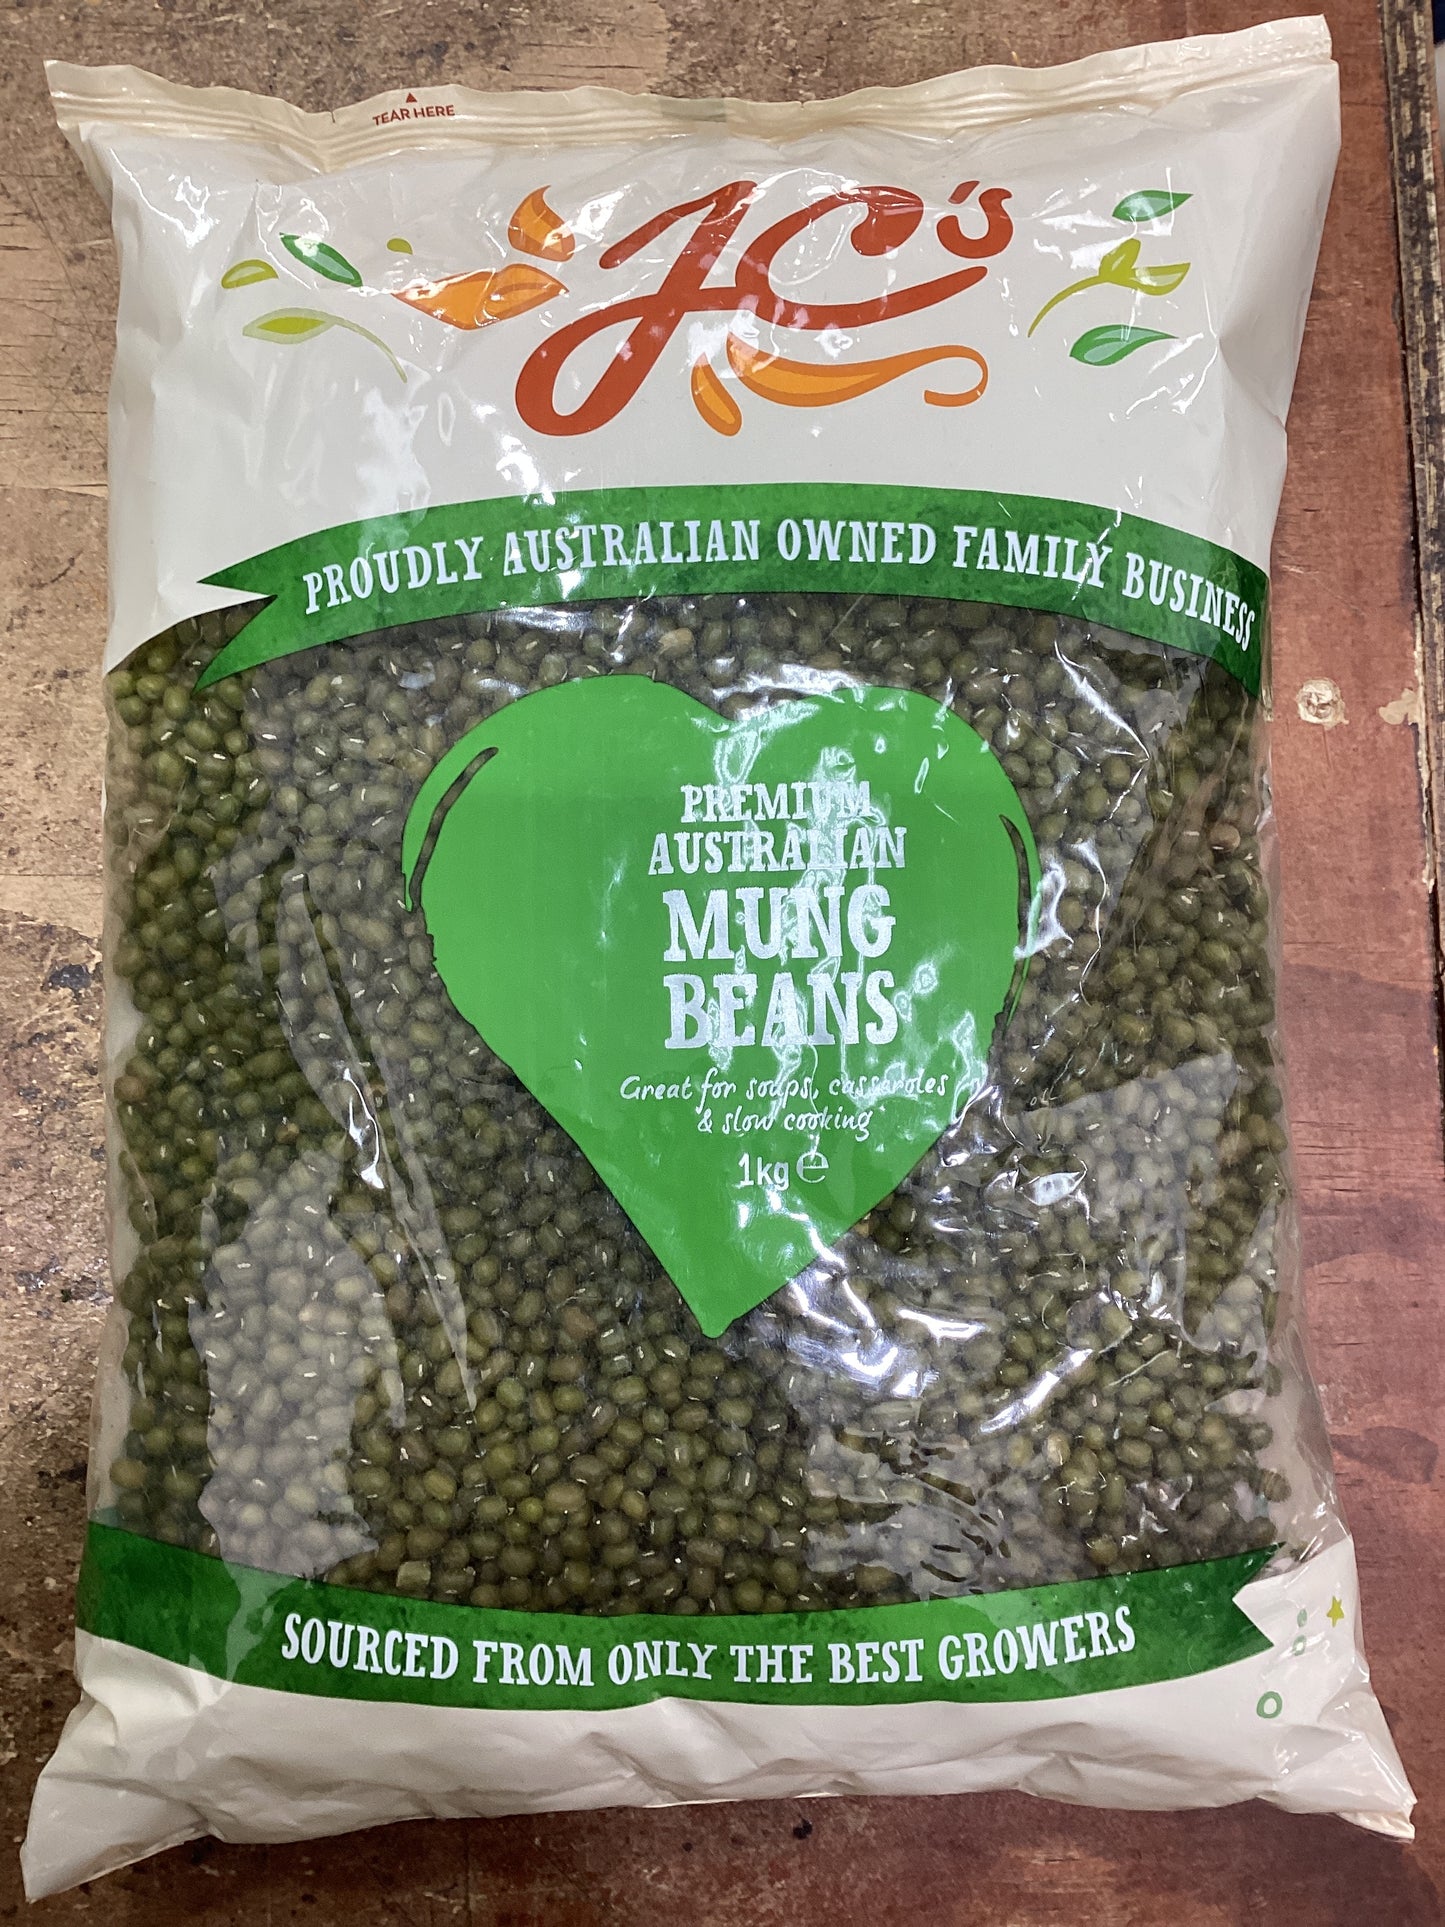 TEAR HERE
JC's
PROUDLY AUSTRALIAN OWNED FAMILY BUSINESS
PREMIUM
AUSTRALIAN
MUNG
BEANS
Great for soups, casseroles
& slow cooking
1kg ℮
SOURCED FROM ONLY THE BEST GROWERS